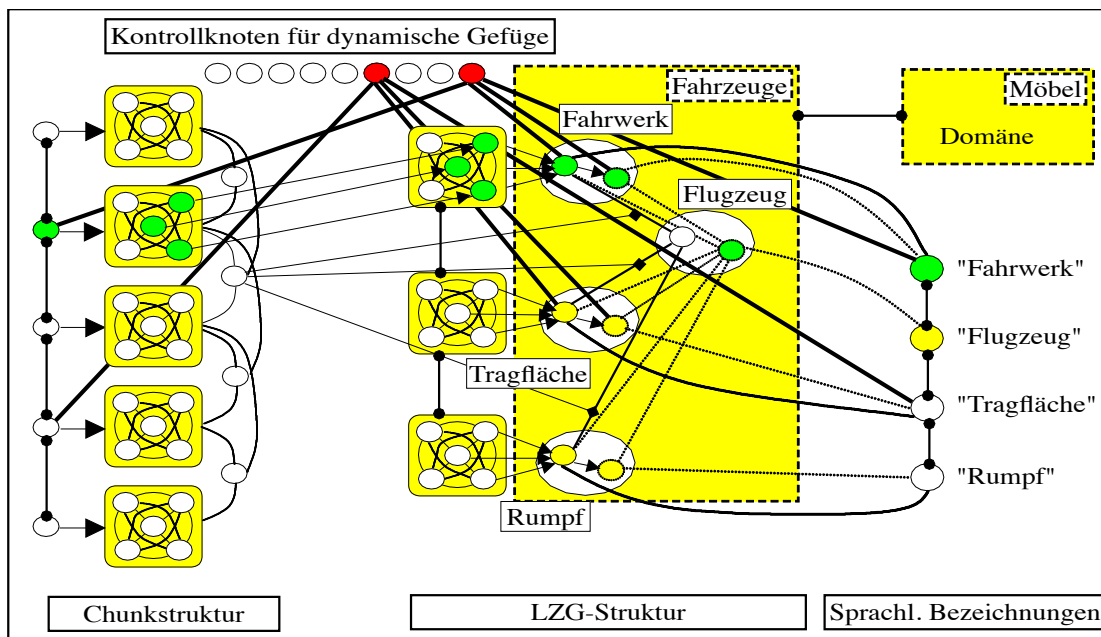 Kontrollknoten für dynamische Gefüge
Fahrzeuge
Möbel
Domäne
Fahrwerk
Flugzeug
"Fahrwerk"
"Flugzeug"
Tragfläche
"Tragfläche"
"Rumpf"
Rumpf
Chunkstruktur
LZG-Struktur
Sprachl. Bezeichnungen